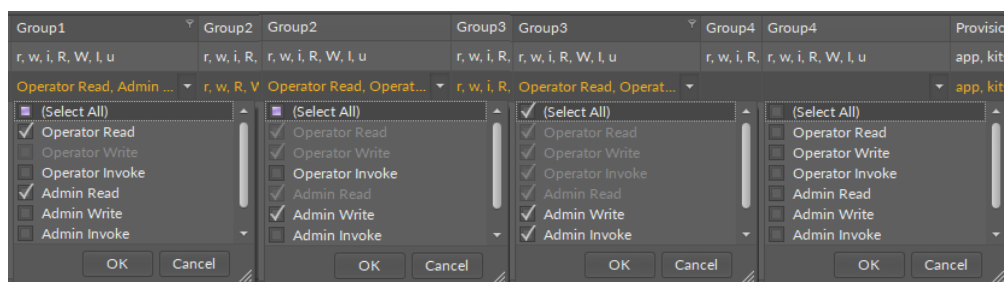 Group1 Group2 Group2 Group3 Group3 Group4 Group4 Provisio
r, w, i, R, W, I, u r, w, i, R, r, w, i, R, W, I, u r, w, i, R, r, w, i, R, W, I, u r, w, i, R, r, w, i, R, W, I, u app, kit
Operator Read, Admin ... r, w, R, W Operator Read, Operat... r, w, i, R, Operator Read, Operat... app, kit
(Select All) (Select All) (Select All) (Select All)
Operator Read Operator Read Operator Read Operator Read
Operator Write Operator Write Operator Write Operator Write
Operator Invoke Operator Invoke Operator Invoke Operator Invoke
Admin Read Admin Read Admin Read Admin Read
Admin Write Admin Write Admin Write Admin Write
Admin Invoke Admin Invoke Admin Invoke Admin Invoke
OK Cancel OK Cancel OK Cancel OK Cancel